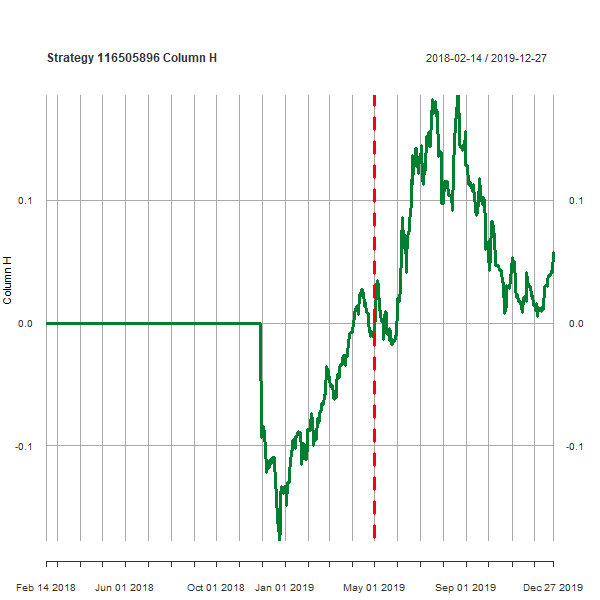 Strategy 116505896 Column H
2018-02-14 / 2019-12-27
Column H
0.1
0.1
0.0
0.0
-0.1
-0.1
Feb 14 2018
Jun 01 2018
Oct 01 2018
Jan 01 2019
May 01 2019
Sep 01 2019
Dec 27 2019